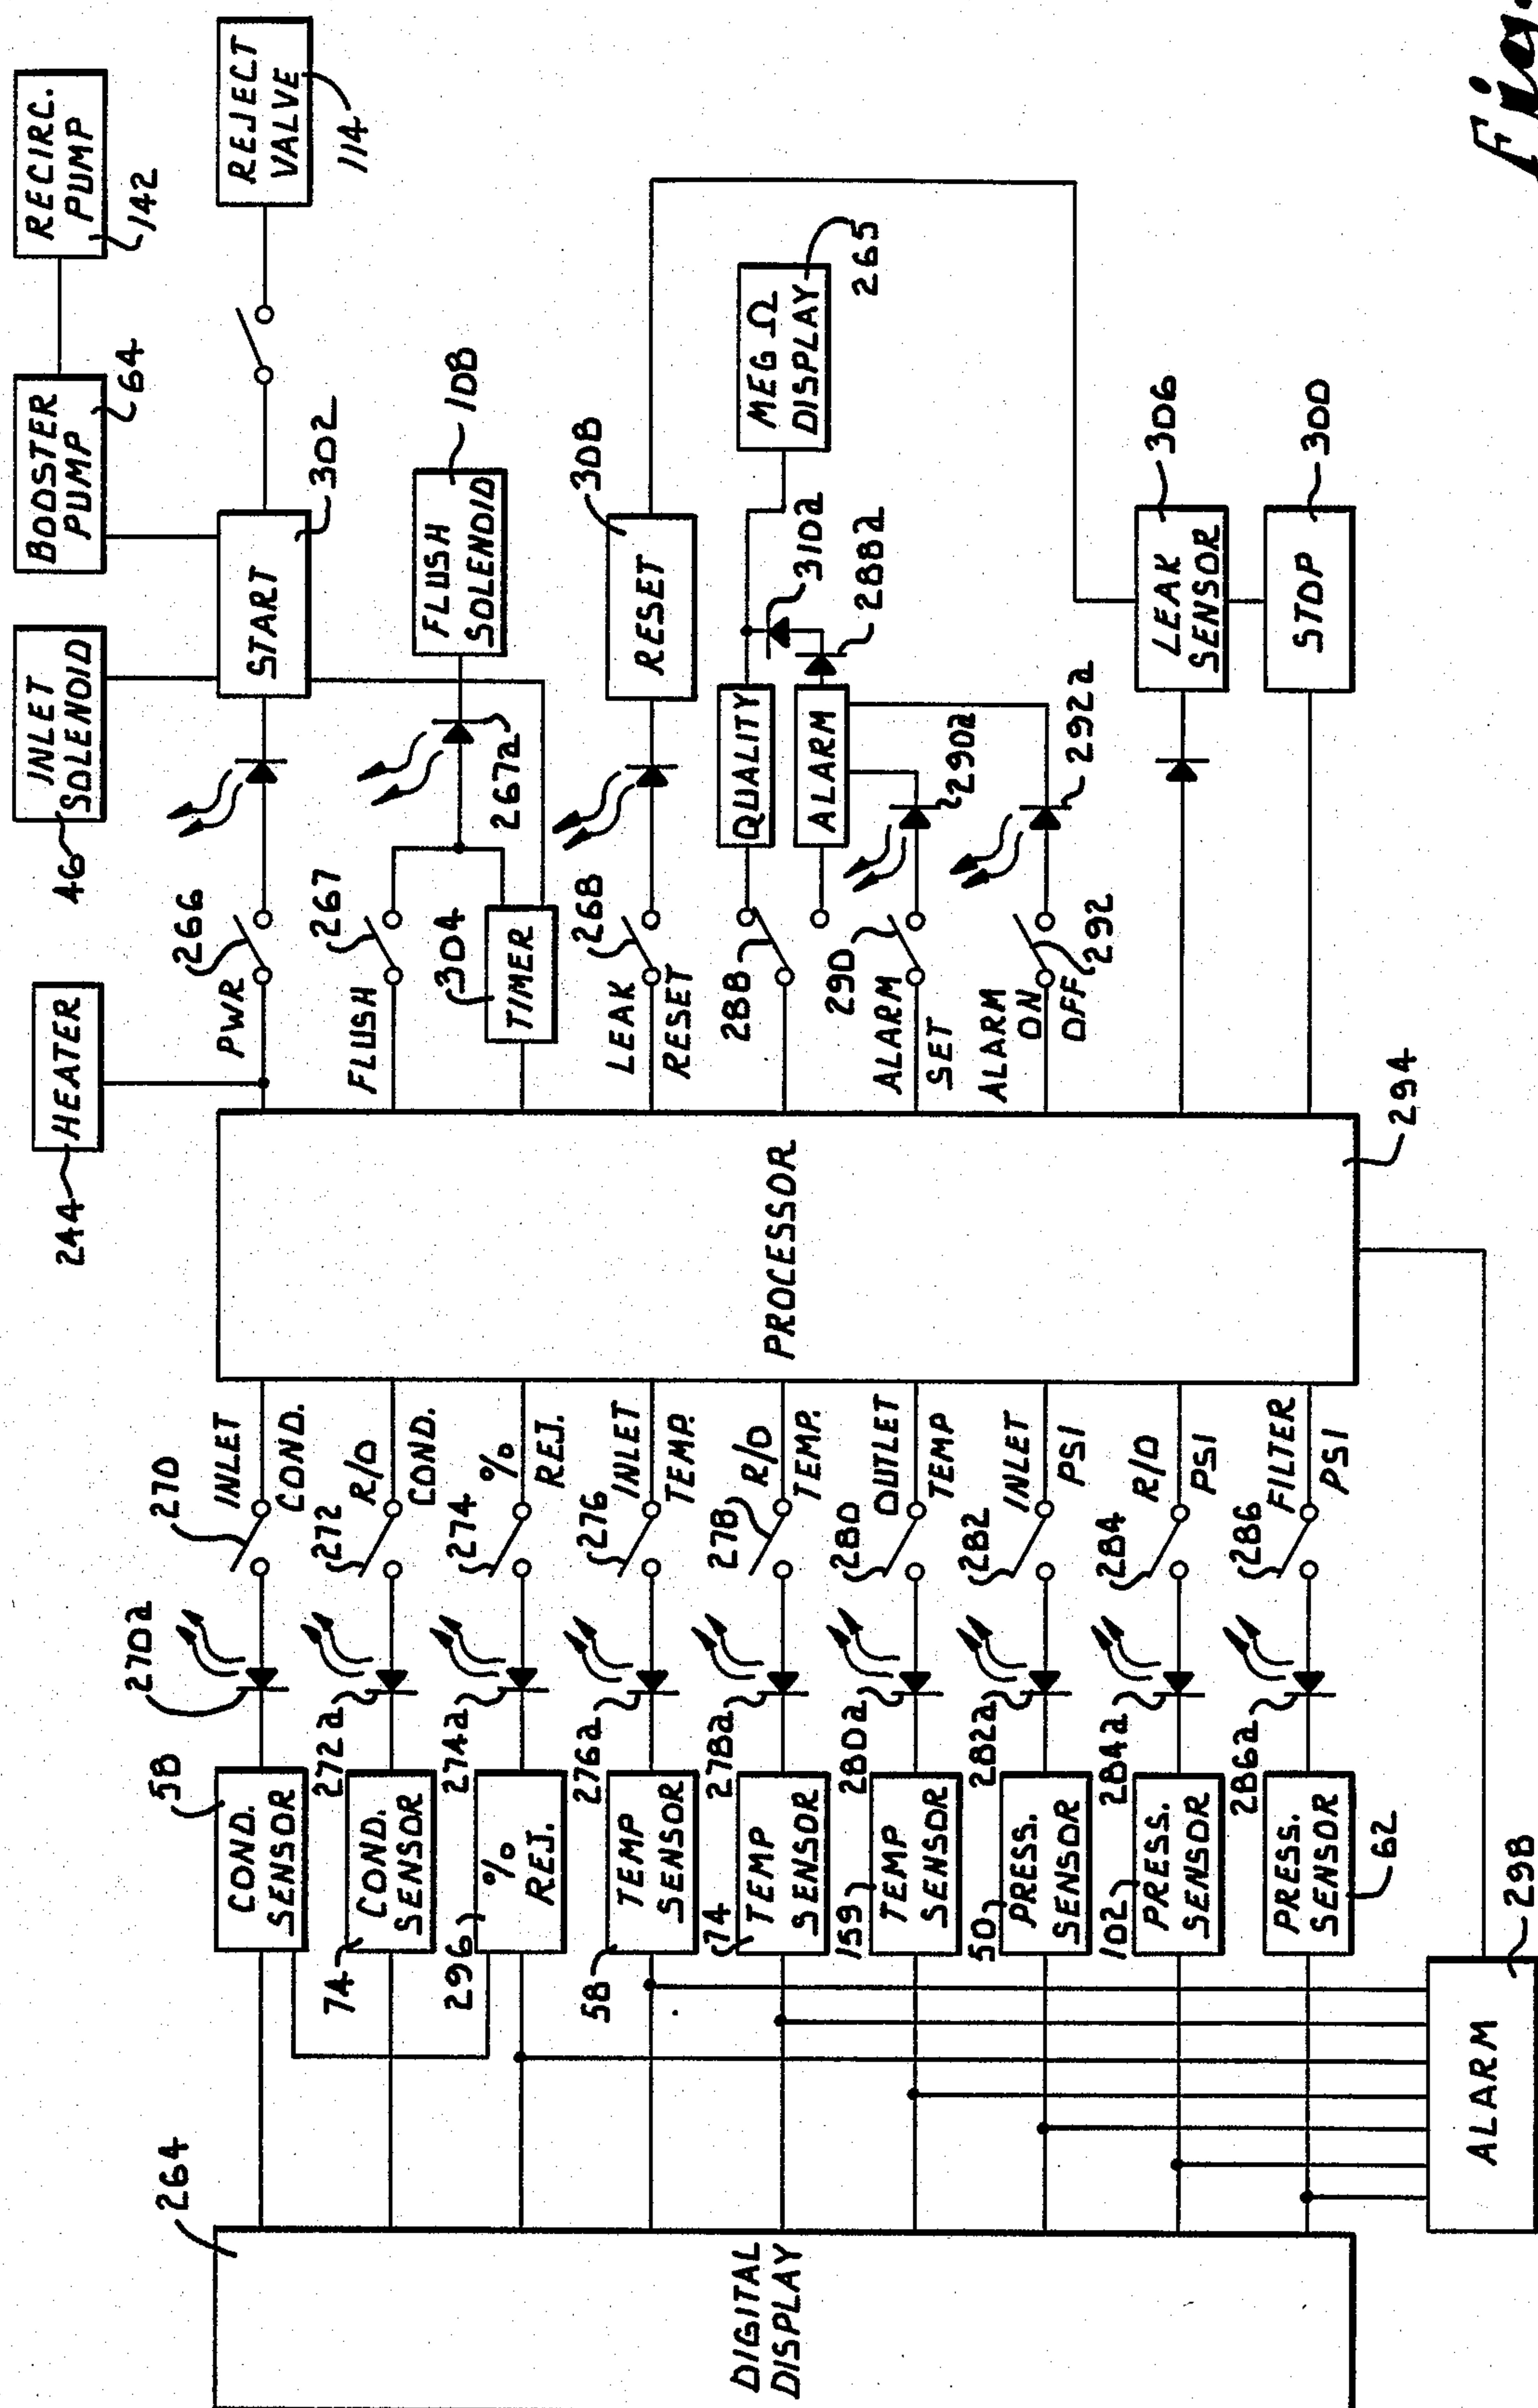 264
DIGITAL
DISPLAY
58
COND.
SENSOR
270a
270
INLET
COND.
74
COND.
SENSOR
272a
272
R/O
COND.
296
%
REJ.
274a
274
%
REJ.
58
TEMP
SENSOR
276a
276
INLET
TEMP.
74
TEMP
SENSOR
278a
278
R/O
TEMP.
159
TEMP
SENSOR
280a
280
OUTLET
TEMP
50
PRESS.
SENSOR
282a
282
INLET
PSI
102
PRESS.
SENSOR
284a
284
R/O
PSI
62
PRESS.
SENSOR
286a
286
FILTER
PSI
ALARM
298
PROCESSOR
294
244
HEATER
46
INLET
SOLENOID
BOOSTER
PUMP
64
RECIRC.
PUMP
142
PWR
266
START
302
REJECT
VALVE
114
FLUSH
267
267a
FLUSH
SOLENOID
108
304
TIMER
LEAK
RESET
268
RESET
308
288
QUALITY
ALARM
310a
288a
MEG Ω
DISPLAY
265
ALARM
SET
290
290a
ALARM
ON
OFF
292
292a
LEAK
SENSOR
306
STOP
300
Fig.